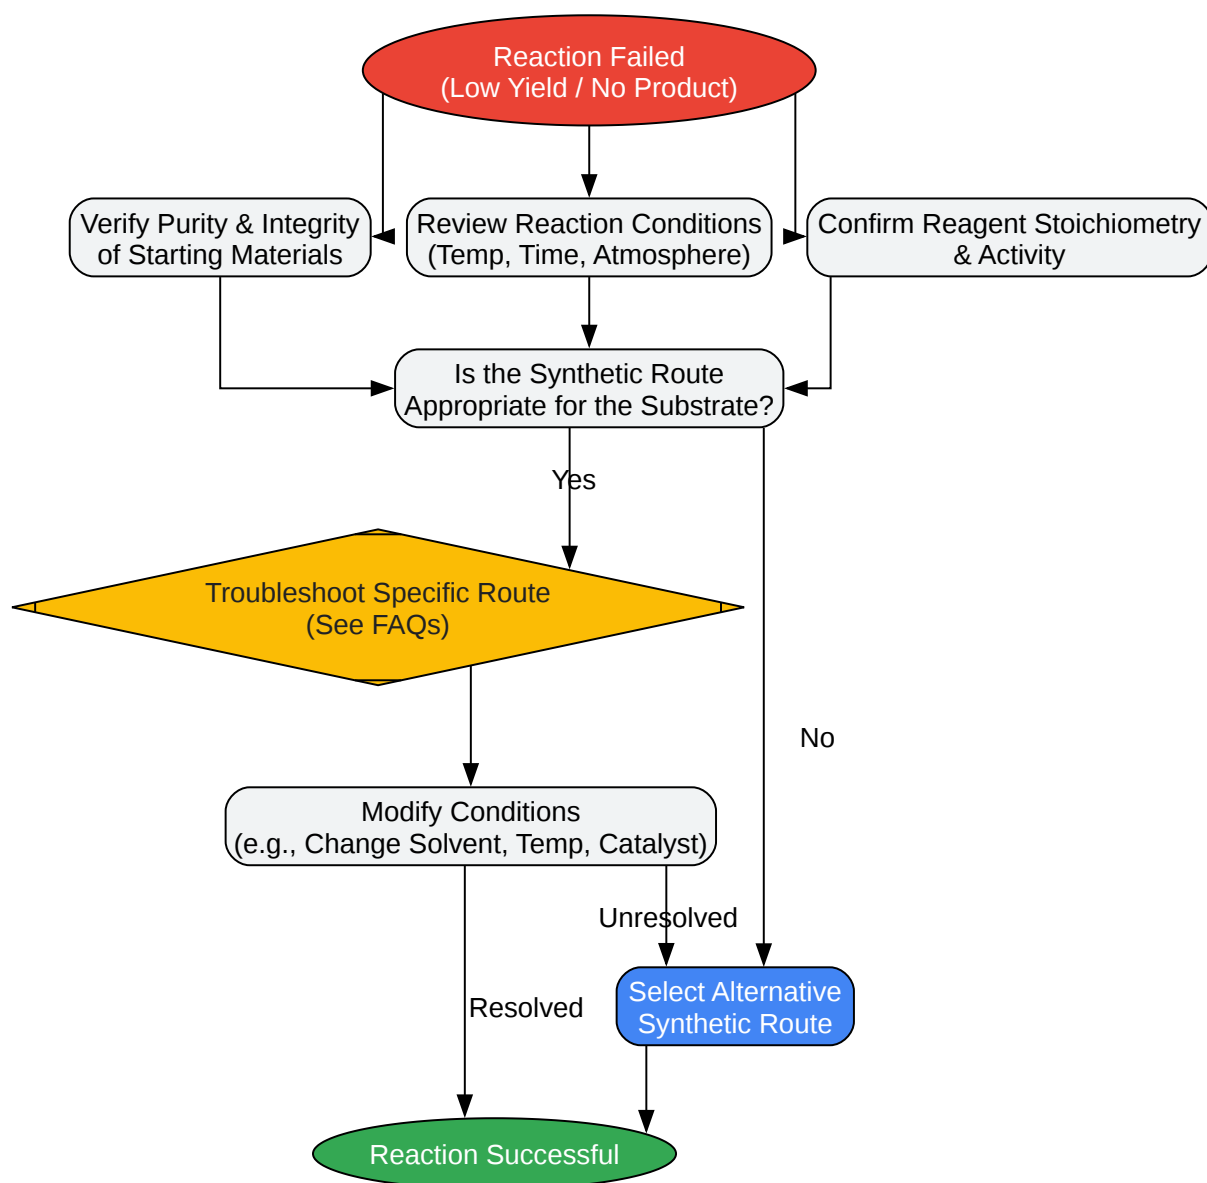 Reaction Failed
(Low Yield / No Product)
Verify Purity & Integrity
of Starting Materials
Review Reaction Conditions
(Temp, Time, Atmosphere)
Confirm Reagent Stoichiometry
& Activity
Is the Synthetic Route
Appropriate for the Substrate?
Yes
Troubleshoot Specific Route
(See FAQs)
No
Modify Conditions
(e.g., Change Solvent, Temp, Catalyst)
Unresolved
Select Alternative
Synthetic Route
Resolved
Reaction Successful